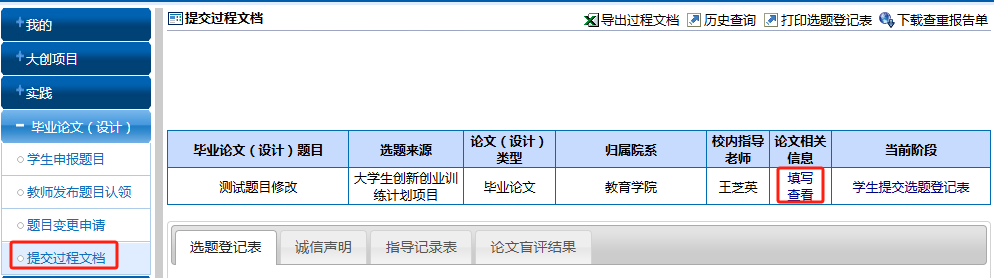 我的
大创项目
实践
毕业论文（设计）
学生申报题目
教师发布题目认领
题目变更申请
提交过程文档
提交过程文档
导出过程文档 历史查询 打印选题登记表 下载查重报告单
毕业论文（设计）题目 选题来源 论文（设计）类型 归属院系 校内指导老师 论文相关信息 当前阶段
测试题目修改 大学生创新创业训练计划项目 毕业论文 教育学院 王芝英 填写 查看 学生提交选题登记表
选题登记表 诚信声明 指导记录表 论文盲评结果